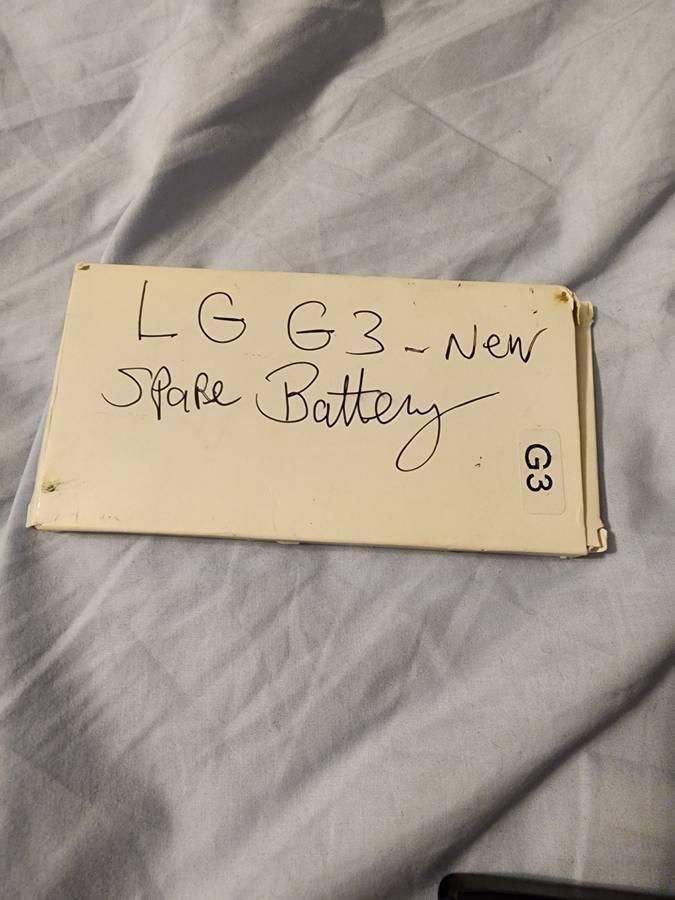 LG G3 - New
Spare Battery
G3